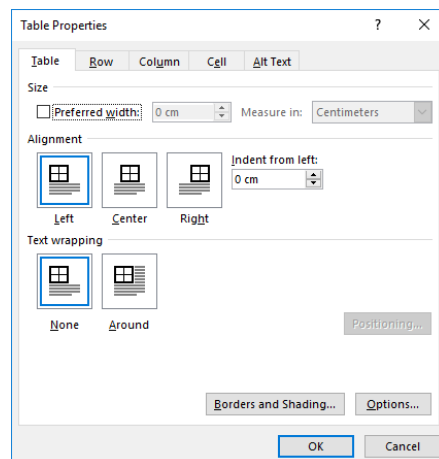 Table Properties ?
Table Row Column Cell Alt Text
Size
Preferred width: 0 cm Measure in: Centimeters
Alignment
Indent from left:
0 cm
Left Center Right
Text wrapping
None Around
Positioning...
Borders and Shading... Options...
OK Cancel